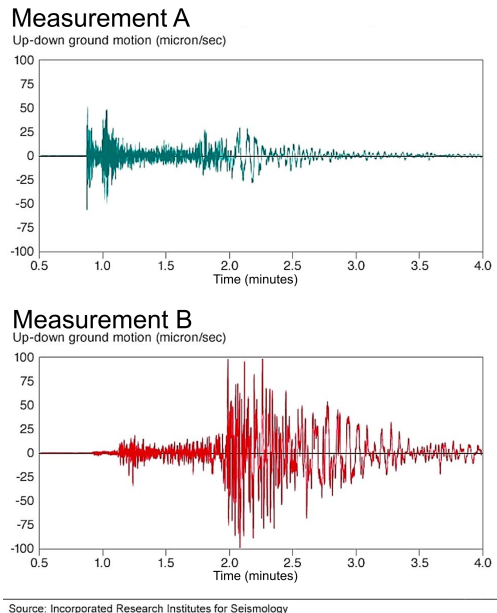 Measurement A
Up-down ground motion (micron/sec)
100
75
50
25
0
-25
-50
-75
-100
0.5 1.0 1.5 2.0 2.5 3.0 3.5 4.0
Time (minutes)
Measurement B
Up-down ground motion (micron/sec)
100
75
50
25
0
-25
-50
-75
-100
0.5 1.0 1.5 2.0 2.5 3.0 3.5 4.0
Time (minutes)
Source: Incorporated Research Institutes for Seismology